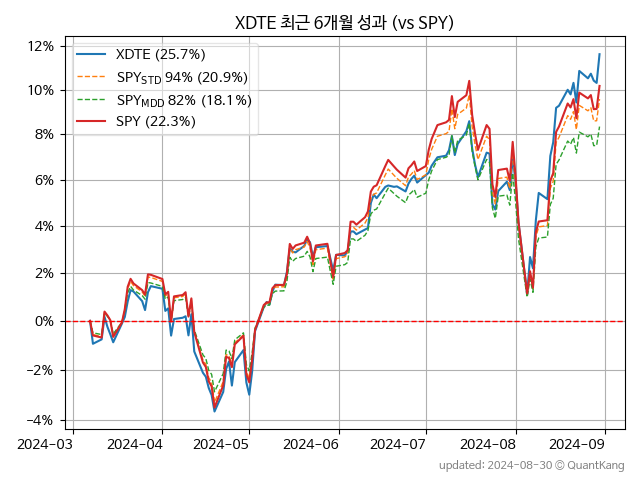 XDTE 최근 6개월 성과 (vs SPY)
XDTE (25.7%)
SPY_STD 94% (20.9%)
SPY_MDD 82% (18.1%)
SPY (22.3%)
12%
10%
8%
6%
4%
2%
0%
−2%
−4%
2024-03 2024-04 2024-05 2024-06 2024-07 2024-08 2024-09
updated: 2024-08-30 © QuantKang